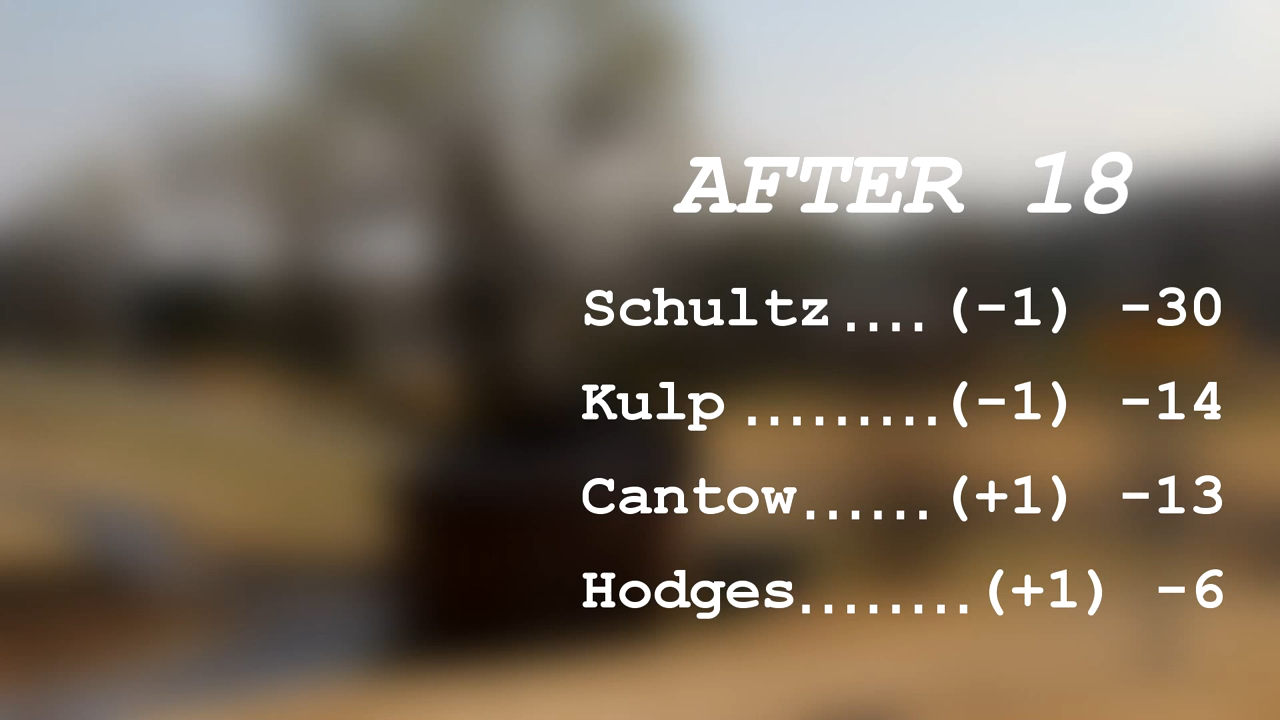 AFTER 18
Schultz....(-1) -30
Kulp.........(-1) -14
Cantow......(+1) -13
Hodges........(+1) -6